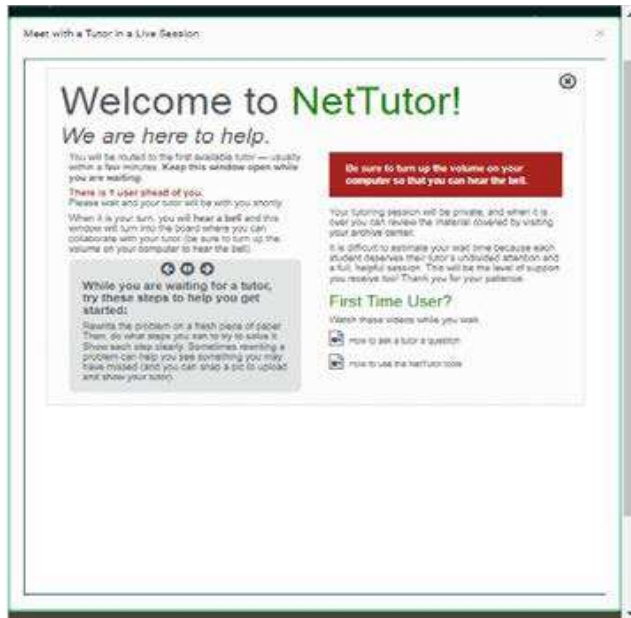 Meet with a Tutor in a Live Session
Welcome to NetTutor!
We are here to help.
You will be routed to the first available tutor — usually
within a few minutes. Keep this window open while
you are waiting.
There is 1 user ahead of you.
Please wait and your tutor will be with you shortly.
When it is your turn, you will hear a bell and this
window will turn into the board where you can
collaborate with your tutor (be sure to turn up the
volume on your computer to hear the bell).
While you are waiting for a tutor,
try these steps to help you get
started:
Rewrite the problem on a fresh piece of paper.
Then, do what steps you can to try to solve it.
Show each step clearly. Sometimes rewriting a
problem can help you see something you may
have missed (and you can snap a pic to upload
and show your tutor).
Be sure to turn up the volume on your
computer so that you can hear the bell.
Your tutoring session will be private, and when it is
over you can review the material covered by visiting
your archive center.
It is difficult to estimate your wait time because each
student deserves their tutor's undivided attention and
a full, helpful session. This will be the level of support
you receive too! Thank you for your patience.
First Time User?
Watch these videos while you wait.
How to ask a tutor a question
How to use the NetTutor tools